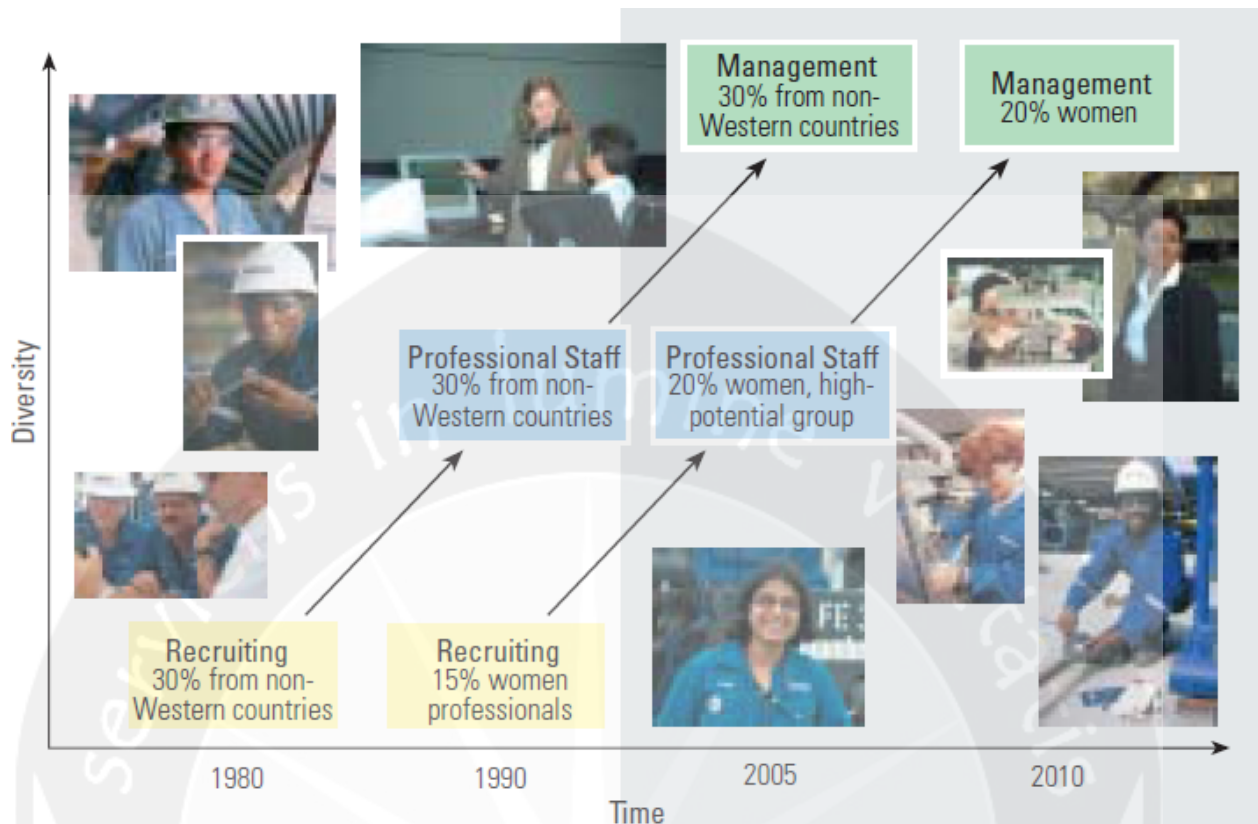 Management
30% from non-
Western countries
Management
20% women
Diversity
Professional Staff
30% from non-
Western countries
Professional Staff
20% women, high-
potential group
Recruiting
30% from non-
Western countries
Recruiting
15% women
professionals
FE
1980
1990
2005
2010
Time